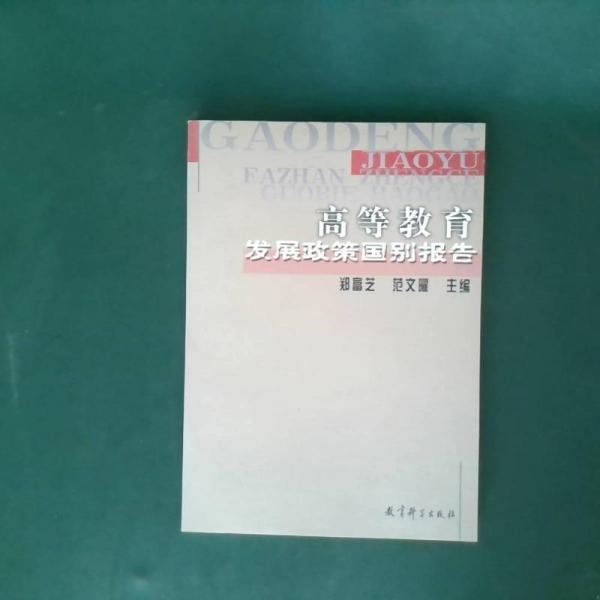 GAODENG
JIAOYU
FAZHAN ZHENGCE
GUOBIE BAOGAO
高等教育
发展政策国别报告
郑富芝 范文曜 主编
教育科学出版社